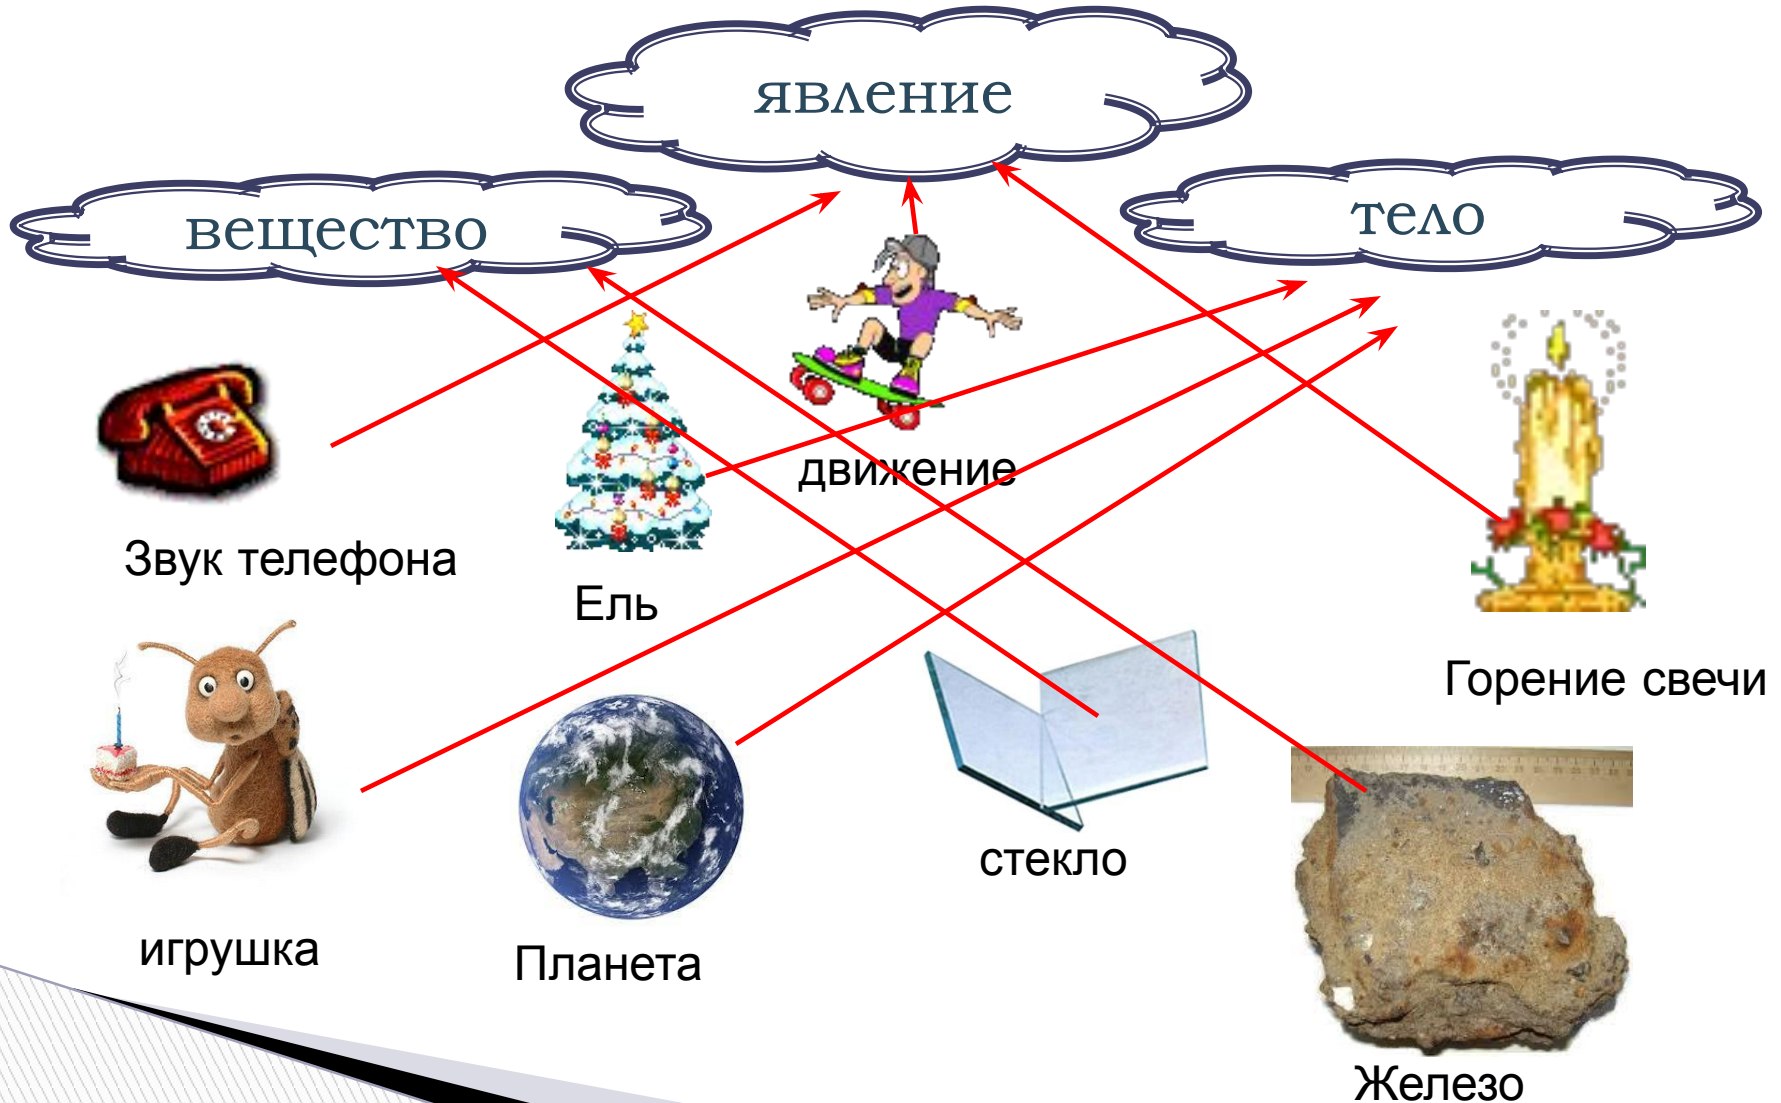 явление
вещество
тело
движение
Звук телефона
Ель
Горение свечи
стекло
игрушка
Планета
Железо